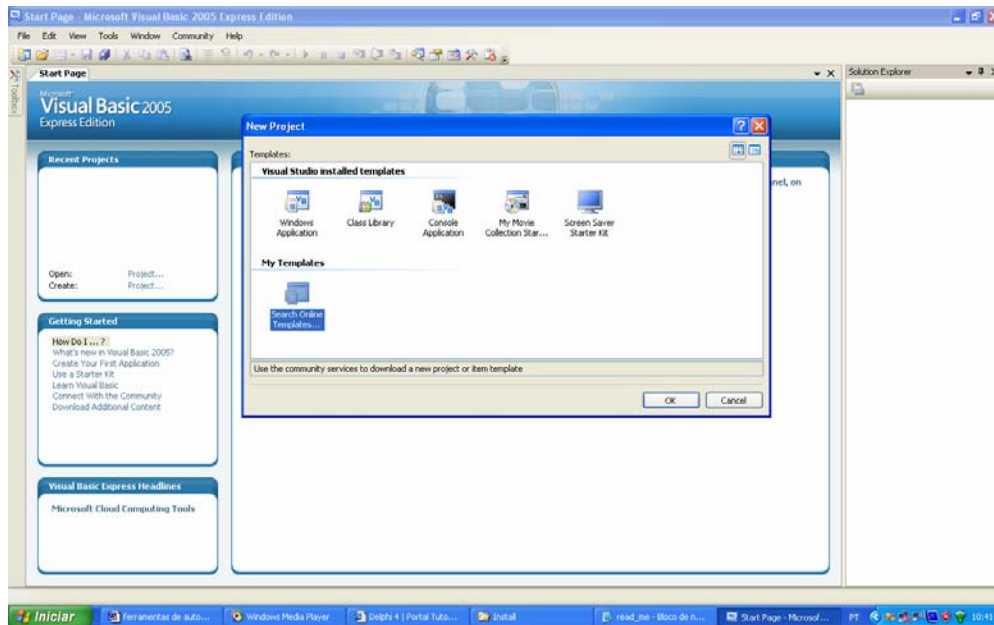 Start Page - Microsoft Visual Basic 2005 Express Edition
File Edit View Tools Window Community Help
Toolbox
Start Page
Solution Explorer
Microsoft
Visual Basic 2005
Express Edition
New Project
Recent Projects
Templates:
Visual Studio installed templates
nel, on
Windows Application
Class Library
Console Application
My Movie Collection Star...
Screen Saver Starter Kit
My Templates
Open: Project...
Create: Project...
Search Online Templates...
Getting Started
How Do I ... ?
What's new in Visual Basic 2005?
Create Your First Application
Use a Starter Kit
Learn Visual Basic
Connect With the Community
Download Additional Content
Use the community services to download a new project or item template
OK Cancel
Visual Basic Express Headlines
Microsoft Cloud Computing Tools
Iniciar
Ferramentas de auto...
Windows Media Player
Delphi 4 | Portal Tuto...
Install
read_me - Bloco de n...
Start Page - Microsof...
PT
10:41